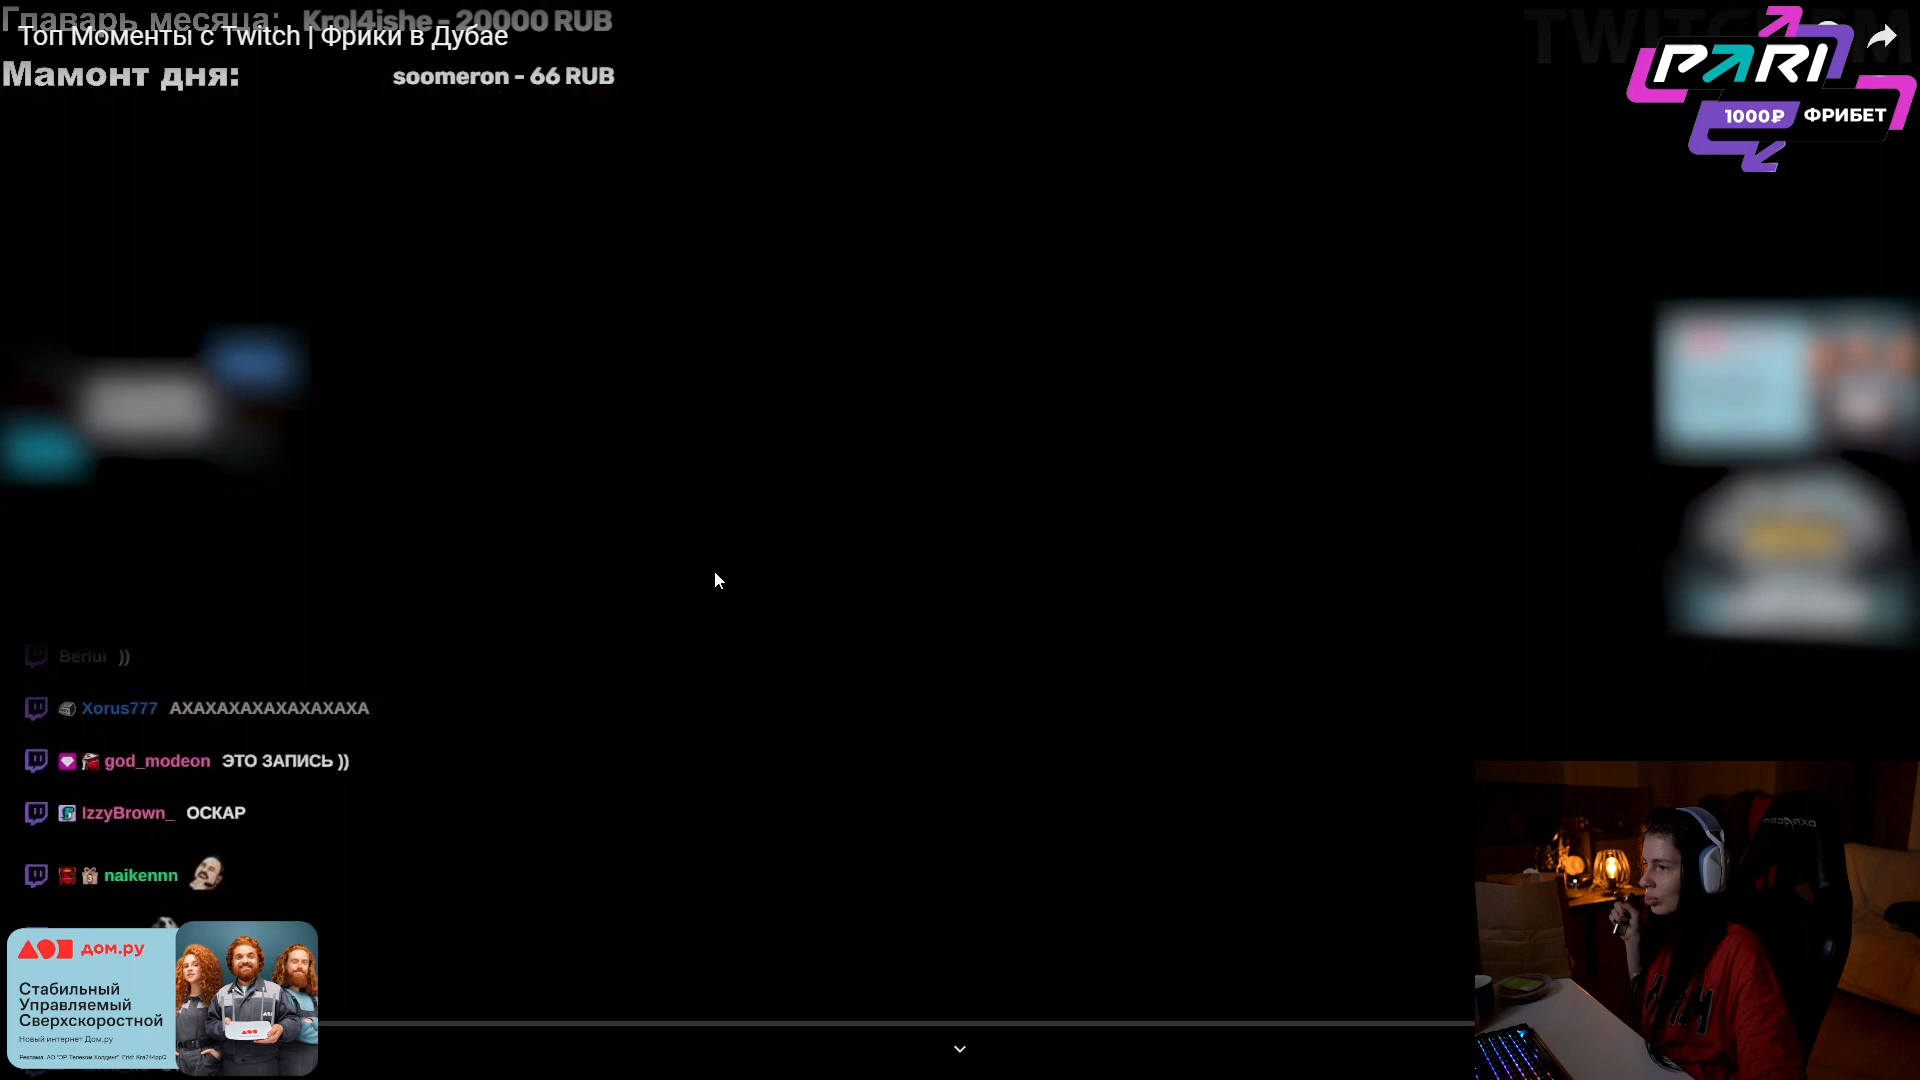 Главарь месяца: Krol4ishe - 20000 RUB
Топ Моменты с Twitch | Фрики в Дубае
Мамонт дня: soomeron - 66 RUB
PARI
1000₽ ФРИБЕТ
Berlui ))
Xorus777 АХАХАХАХАХАХАХАХА
god_modeon ЭТО ЗАПИСЬ ))
IzzyBrown_ ОСКАР
naikennn
дом.ру
Стабильный
Управляемый
Сверхскоростной
Новый интернет Дом.ру